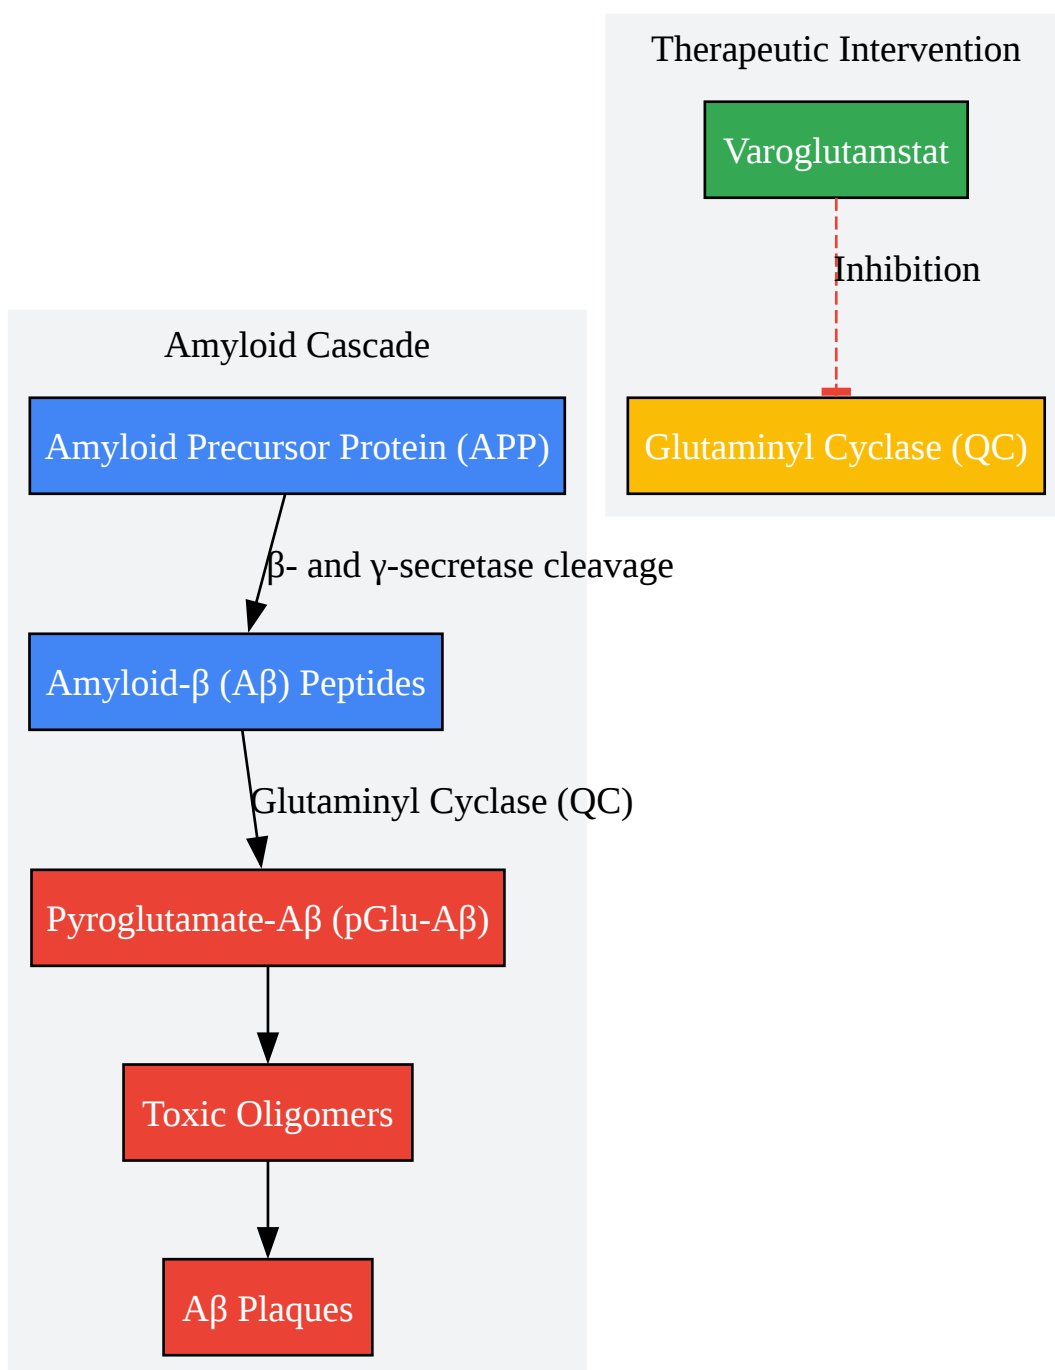 Therapeutic Intervention
Varoglutamstat
Inhibition
Glutaminyl Cyclase (QC)
Amyloid Cascade
Amyloid Precursor Protein (APP)
β- and γ-secretase cleavage
Amyloid-β (Aβ) Peptides
Glutaminyl Cyclase (QC)
Pyroglutamate-Aβ (pGlu-Aβ)
Toxic Oligomers
Aβ Plaques